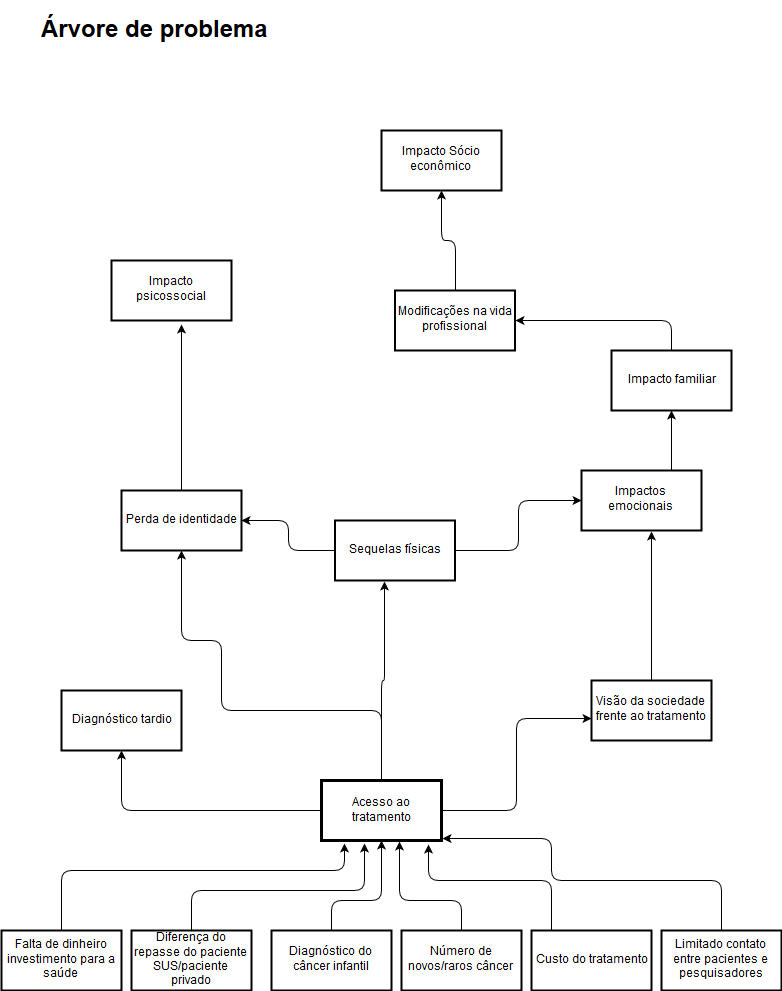 Árvore de problema
Impacto Sócio
econômico
Impacto
psicossocial
Modificações na vida
profissional
Impacto familiar
Impactos
emocionais
Perda de identidade
Sequelas físicas
Visão da sociedade
frente ao tratamento
Diagnóstico tardio
Acesso ao
tratamento
Falta de dinheiro
investimento para a
saúde
Diferença do
repasse do paciente
SUS/paciente
privado
Diagnóstico do
câncer infantil
Número de
novos/raros câncer
Custo do tratamento
Limitado contato
entre pacientes e
pesquisadores